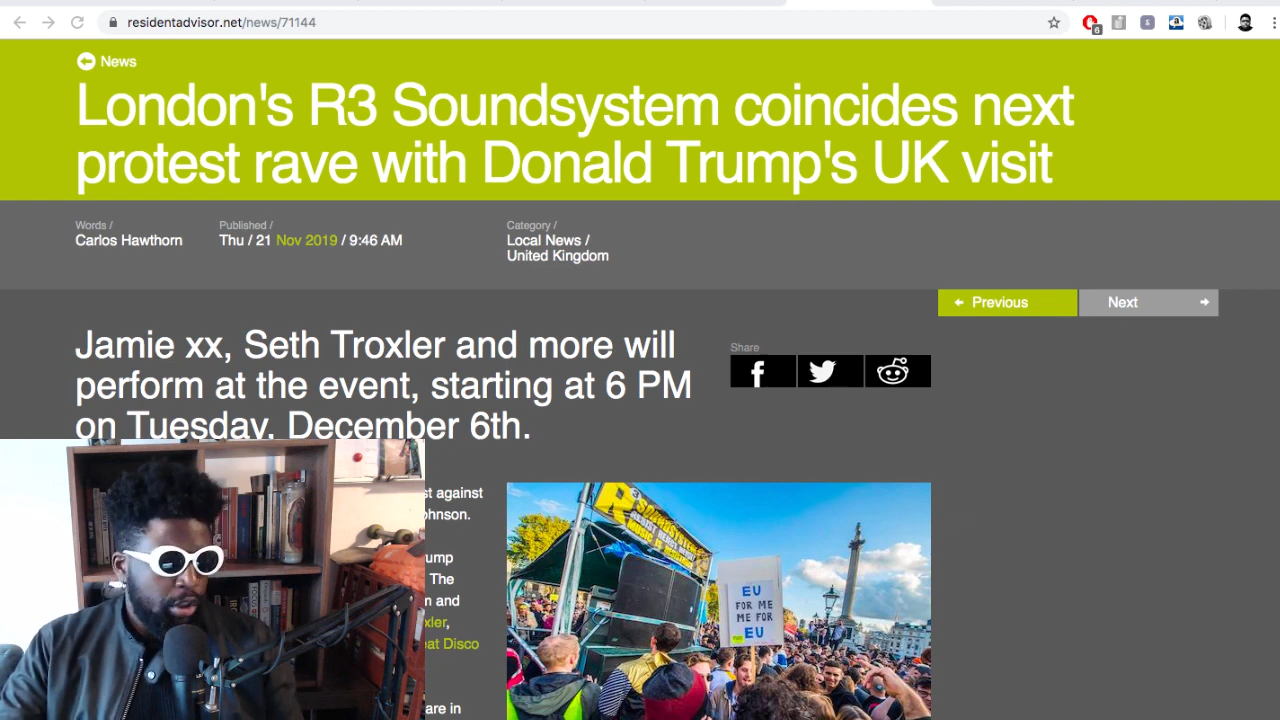 residentadvisor.net/news/71144
6
News
London's R3 Soundsystem coincides next
protest rave with Donald Trump's UK visit
Words /
Carlos Hawthorn
Published /
Thu / 21 Nov 2019 / 9:46 AM
Category /
Local News /
United Kingdom
Previous
Next
Jamie xx, Seth Troxler and more will
perform at the event, starting at 6 PM
on Tuesday, December 6th.
Share
st against
ohnson.
ump
The
n and
xler,
eat Disco
are in
R3
EU
FOR ME
ME FOR
EU